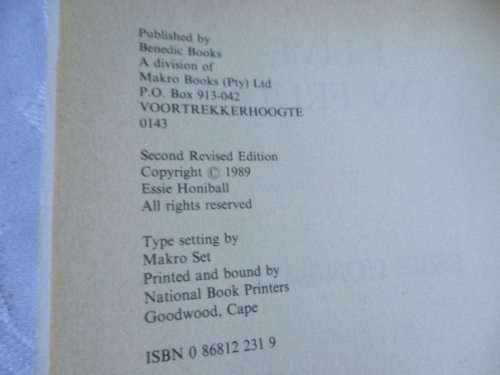 Published by
Benedic Books
A division of
Makro Books (Pty) Ltd
P.O. Box 913-042
VOORTREKKERHOOGTE
0143
Second Revised Edition
Copyright © 1989
Essie Honiball
All rights reserved
Type setting by
Makro Set
Printed and bound by
National Book Printers
Goodwood, Cape
ISBN 0 86812 231 9